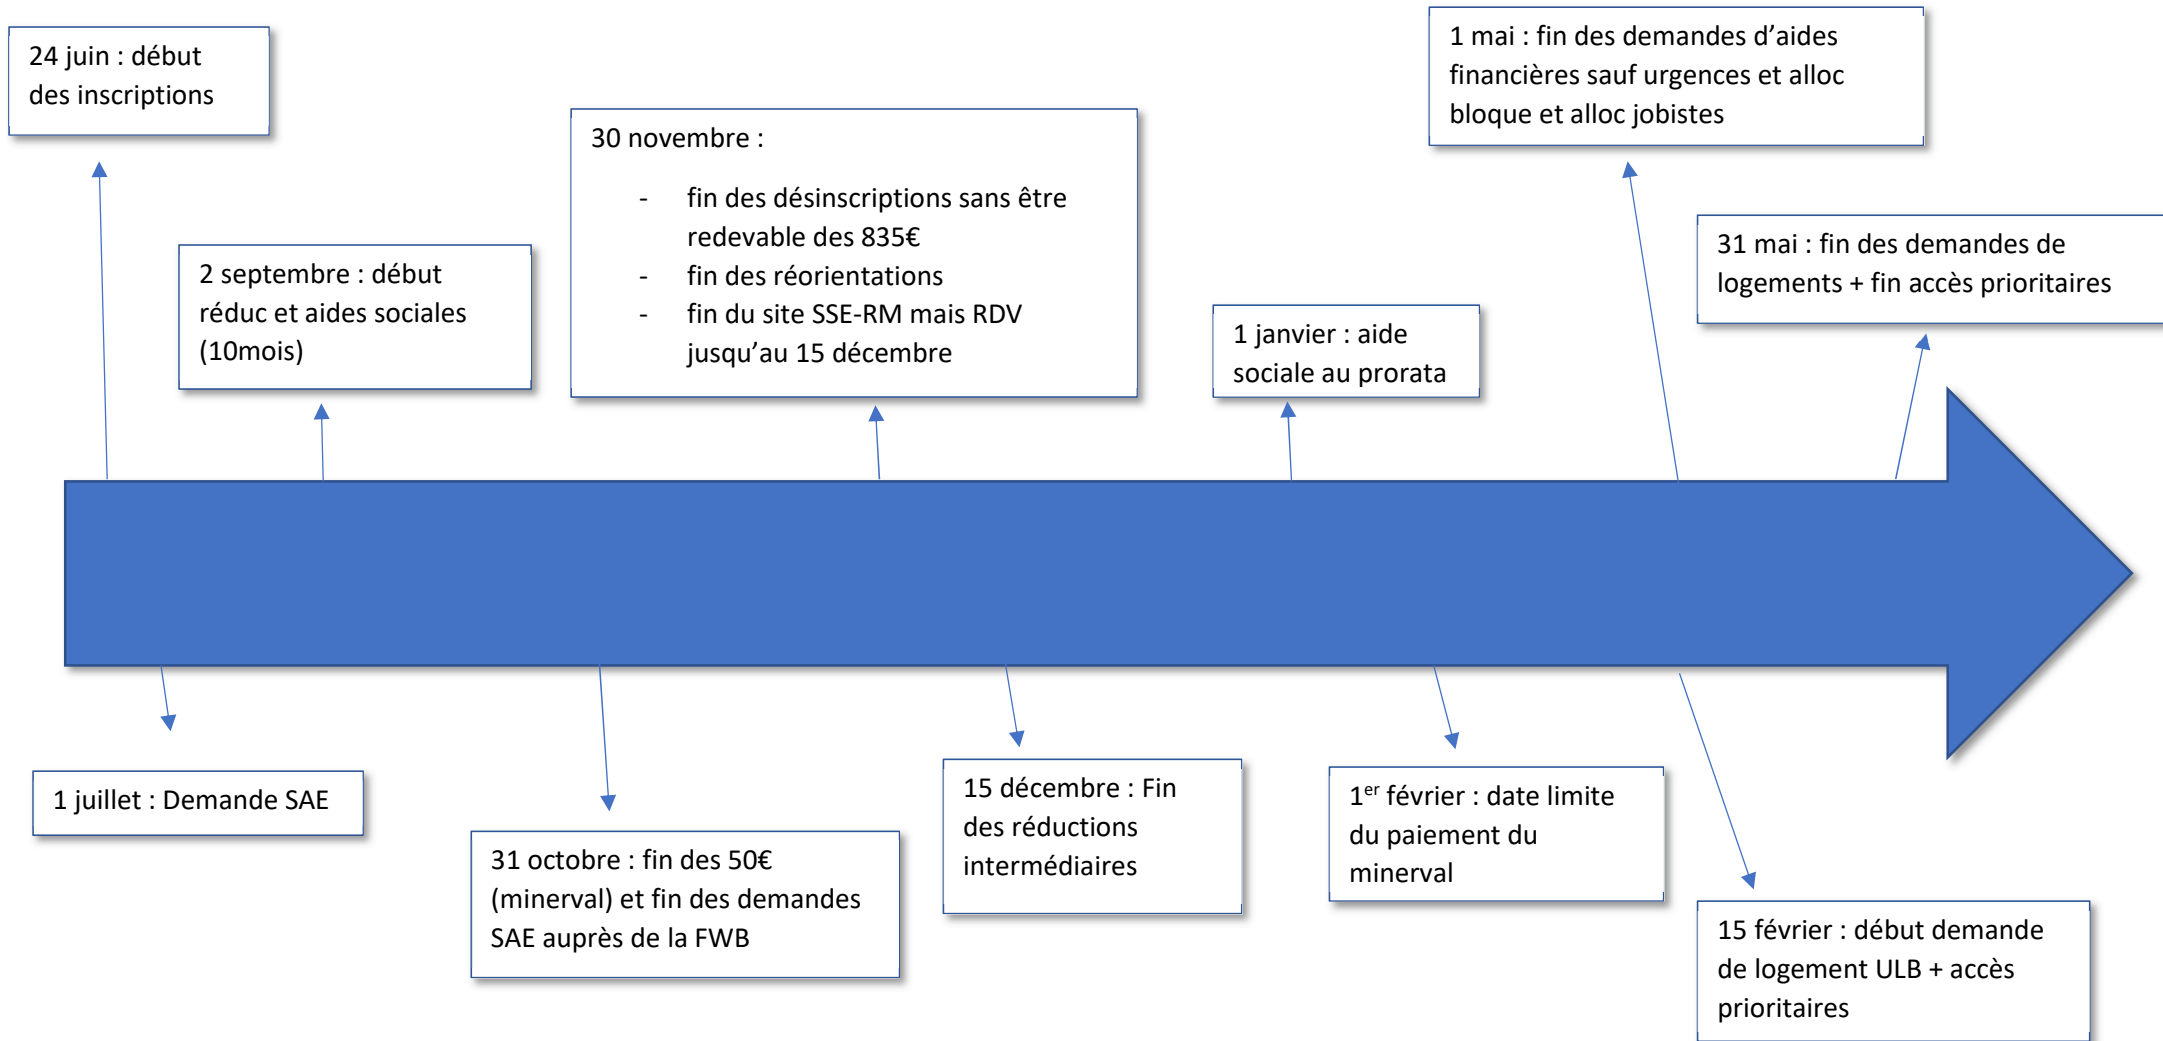 24 juin : début
des inscriptions
1 mai : fin des demandes d’aides
financières sauf urgences et alloc
bloque et alloc jobistes
30 novembre :
- fin des désinscriptions sans être
redevable des 835€
- fin des réorientations
- fin du site SSE-RM mais RDV
jusqu’au 15 décembre
2 septembre : début
réduc et aides sociales
(10mois)
31 mai : fin des demandes de
logements + fin accès prioritaires
1 janvier : aide
sociale au prorata
1 juillet : Demande SAE
31 octobre : fin des 50€
(minerval) et fin des demandes
SAE auprès de la FWB
15 décembre : Fin
des réductions
intermédiaires
1er février : date limite
du paiement du
minerval
15 février : début demande
de logement ULB + accès
prioritaires